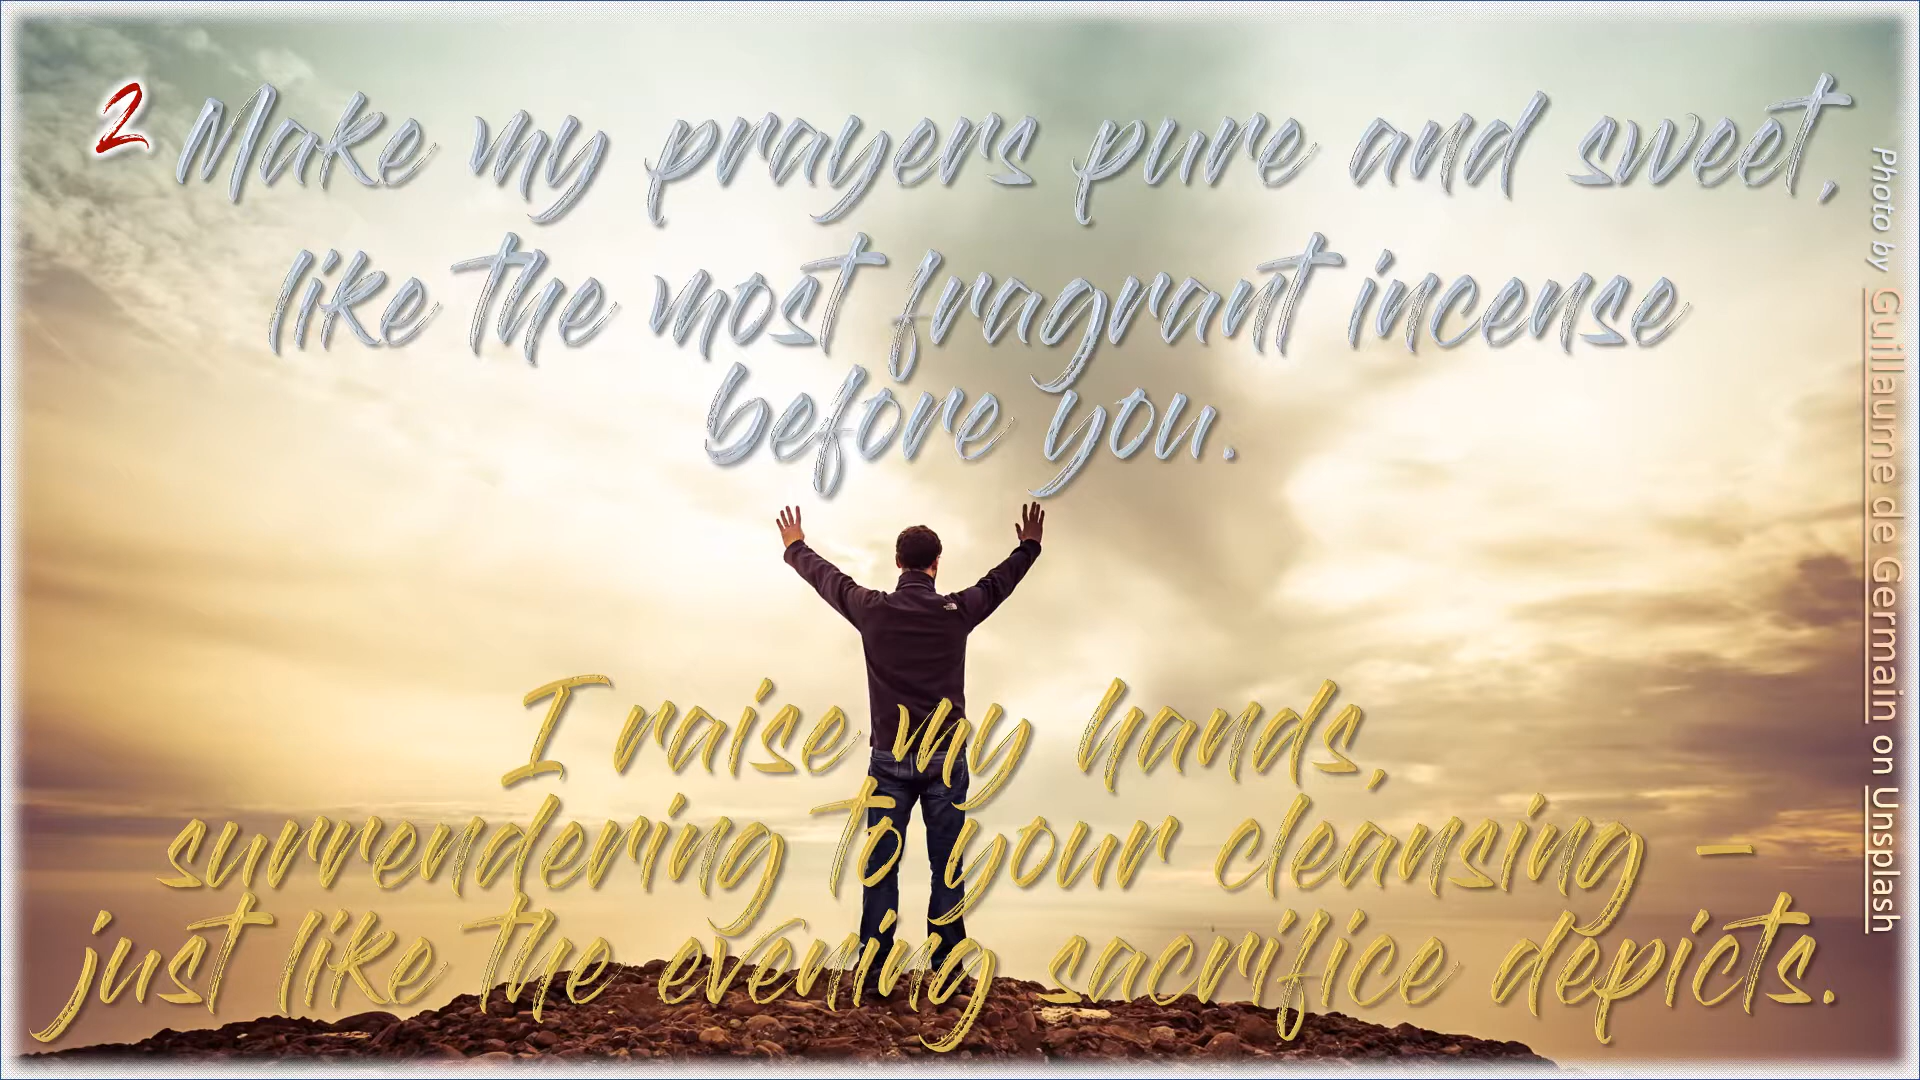 2 Make my prayers pure and sweet,
like the most fragrant incense
before you.
I raise my hands,
surrendering to your cleansing –
just like the evening sacrifice depicts.
Photo by Guillaume de Germain on Unsplash